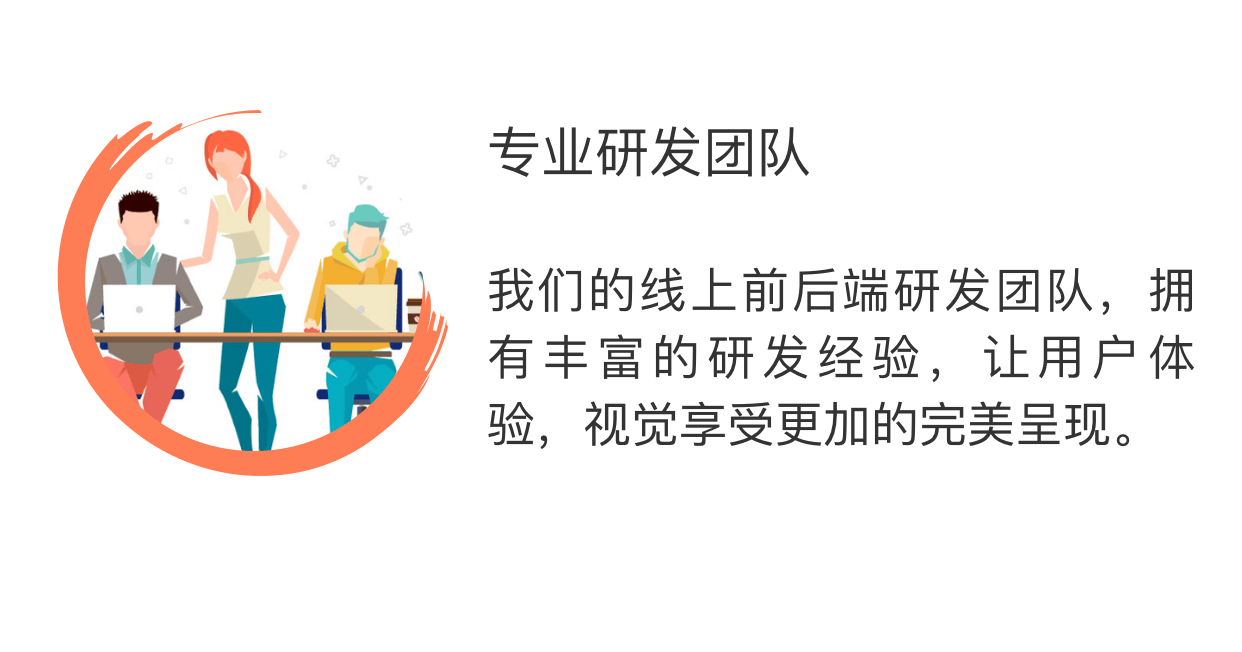 专业研发团队
我们的线上前后端研发团队，拥
有丰富的研发经验，让用户体
验，视觉享受更加的完美呈现。